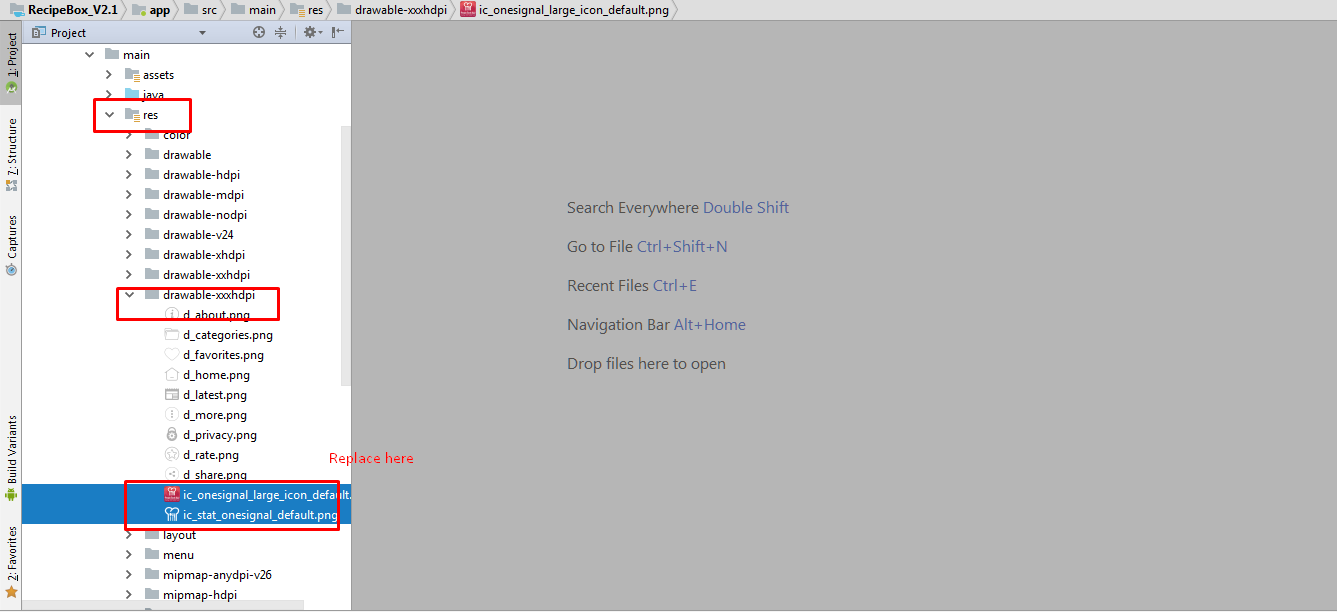 RecipeBox_V2.1 app src main res drawable-xxxhdpi ic_onesignal_large_icon_default.png
1: Project
7: Structure
Captures
Build Variants
2: Favorites
Project
main
assets
java
res
color
drawable
drawable-hdpi
drawable-mdpi
drawable-nodpi
drawable-v24
drawable-xhdpi
drawable-xxhdpi
drawable-xxxhdpi
d_about.png
d_categories.png
d_favorites.png
d_home.png
d_latest.png
d_more.png
d_privacy.png
d_rate.png
d_share.png
ic_onesignal_large_icon_default.
ic_stat_onesignal_default.png
layout
menu
mipmap-anydpi-v26
mipmap-hdpi
Replace here
Search Everywhere Double Shift
Go to File Ctrl+Shift+N
Recent Files Ctrl+E
Navigation Bar Alt+Home
Drop files here to open